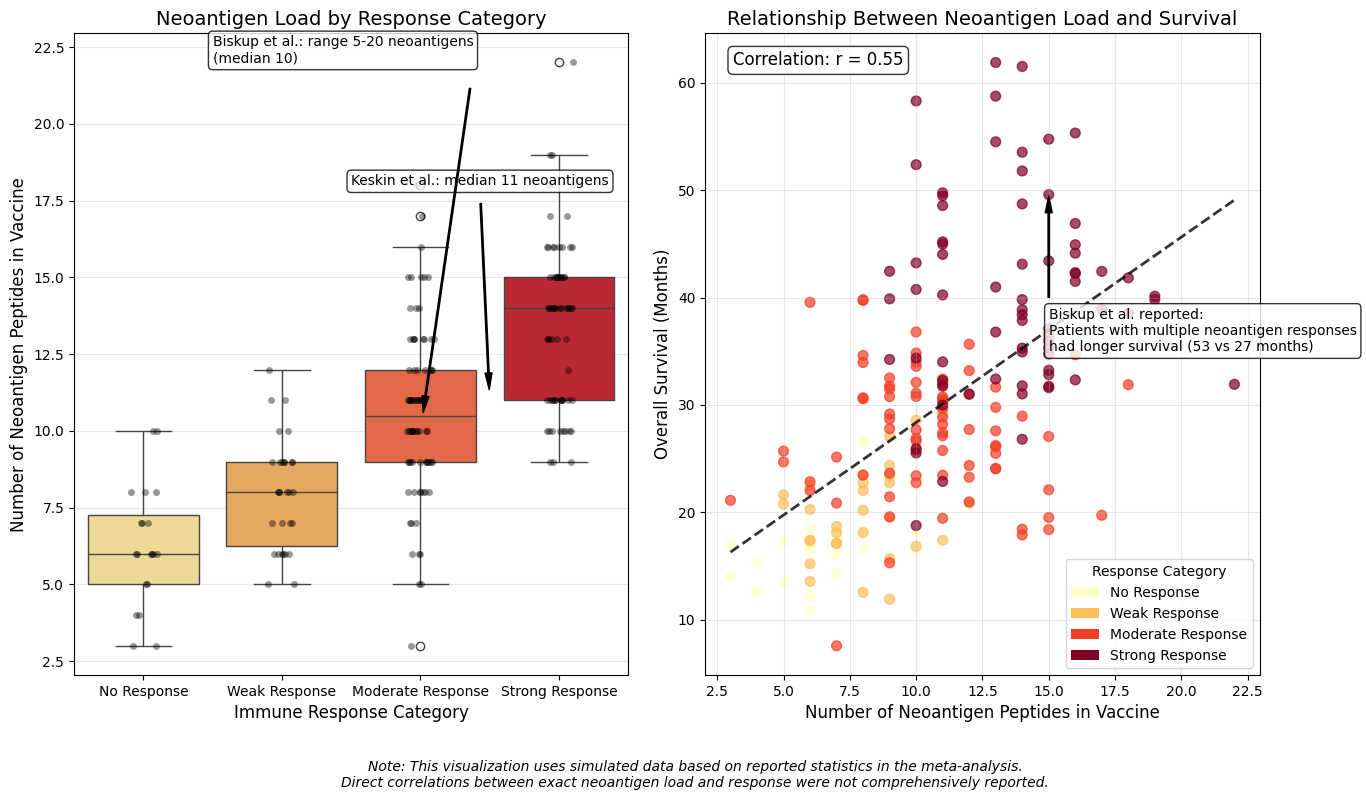 Neoantigen Load by Response Category
Biskup et al.: range 5-20 neoantigens
(median 10)
Keskin et al.: median 11 neoantigens
Number of Neoantigen Peptides in Vaccine
22.5
20.0
17.5
15.0
12.5
10.0
7.5
5.0
2.5
No Response
Weak Response
Moderate Response
Strong Response
Immune Response Category
Relationship Between Neoantigen Load and Survival
Correlation: r = 0.55
Overall Survival (Months)
60
50
40
30
20
10
Biskup et al. reported:
Patients with multiple neoantigen responses
had longer survival (53 vs 27 months)
Response Category
No Response
Weak Response
Moderate Response
Strong Response
2.5
5.0
7.5
10.0
12.5
15.0
17.5
20.0
22.5
Number of Neoantigen Peptides in Vaccine
Note: This visualization uses simulated data based on reported statistics in the meta-analysis.
Direct correlations between exact neoantigen load and response were not comprehensively reported.